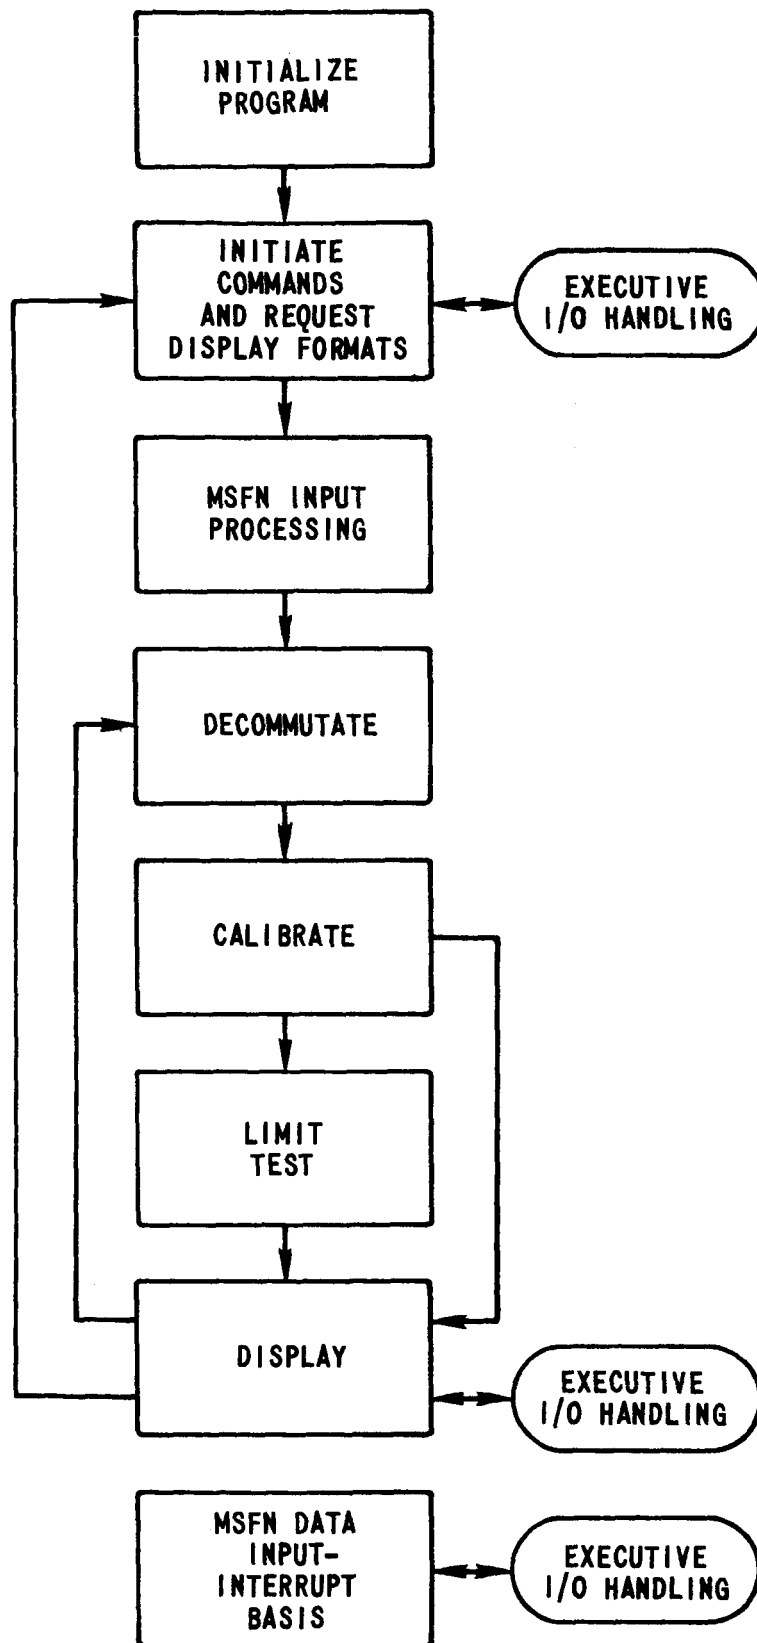 INITIALIZE
PROGRAM
INITIATE
COMMANDS
AND REQUEST
DISPLAY FORMATS
EXECUTIVE
I/O HANDLING
MSFN INPUT
PROCESSING
DECOMMUTATE
CALIBRATE
LIMIT
TEST
DISPLAY
EXECUTIVE
I/O HANDLING
MSFN DATA
INPUT-
INTERRUPT
BASIS
EXECUTIVE
I/O HANDLING